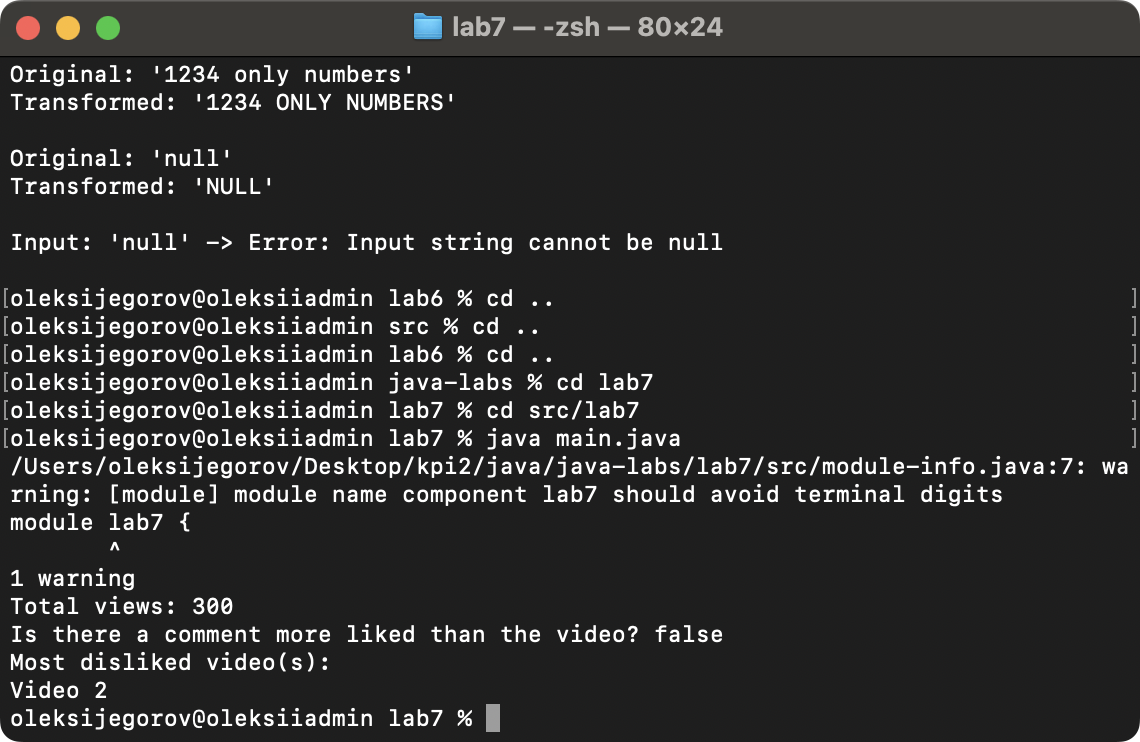 lab7 — -zsh — 80×24
Original: '1234 only numbers'
Transformed: '1234 ONLY NUMBERS'
Original: 'null'
Transformed: 'NULL'
Input: 'null' -> Error: Input string cannot be null
[oleksijegorov@oleksiiadmin lab6 % cd .. ]
[oleksijegorov@oleksiiadmin src % cd .. ]
[oleksijegorov@oleksiiadmin lab6 % cd .. ]
[oleksijegorov@oleksiiadmin java-labs % cd lab7 ]
[oleksijegorov@oleksiiadmin lab7 % cd src/lab7 ]
[oleksijegorov@oleksiiadmin lab7 % java main.java ]
/Users/oleksijegorov/Desktop/kpi2/java/java-labs/lab7/src/module-info.java:7: wa
rning: [module] module name component lab7 should avoid terminal digits
module lab7 {
^
1 warning
Total views: 300
Is there a comment more liked than the video? false
Most disliked video(s):
Video 2
oleksijegorov@oleksiiadmin lab7 %